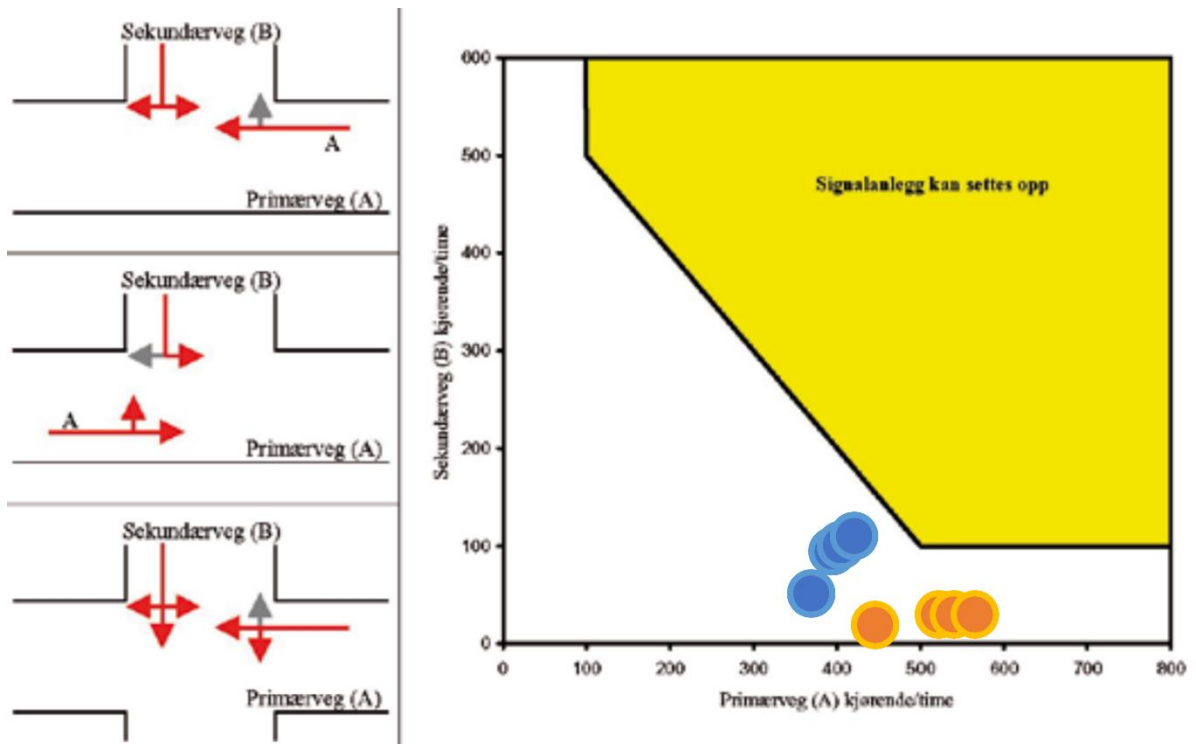 Sekundærveg (B)
A
Primærveg (A)
Sekundærveg (B)
A
Primærveg (A)
Sekundærveg (B)
Primærveg (A)
Sekundærveg (B) kjørende/time
600
500
400
300
200
100
0
Signalanlegg kan settes opp
0 100 200 300 400 500 600 700 800
Primærveg (A) kjørende/time